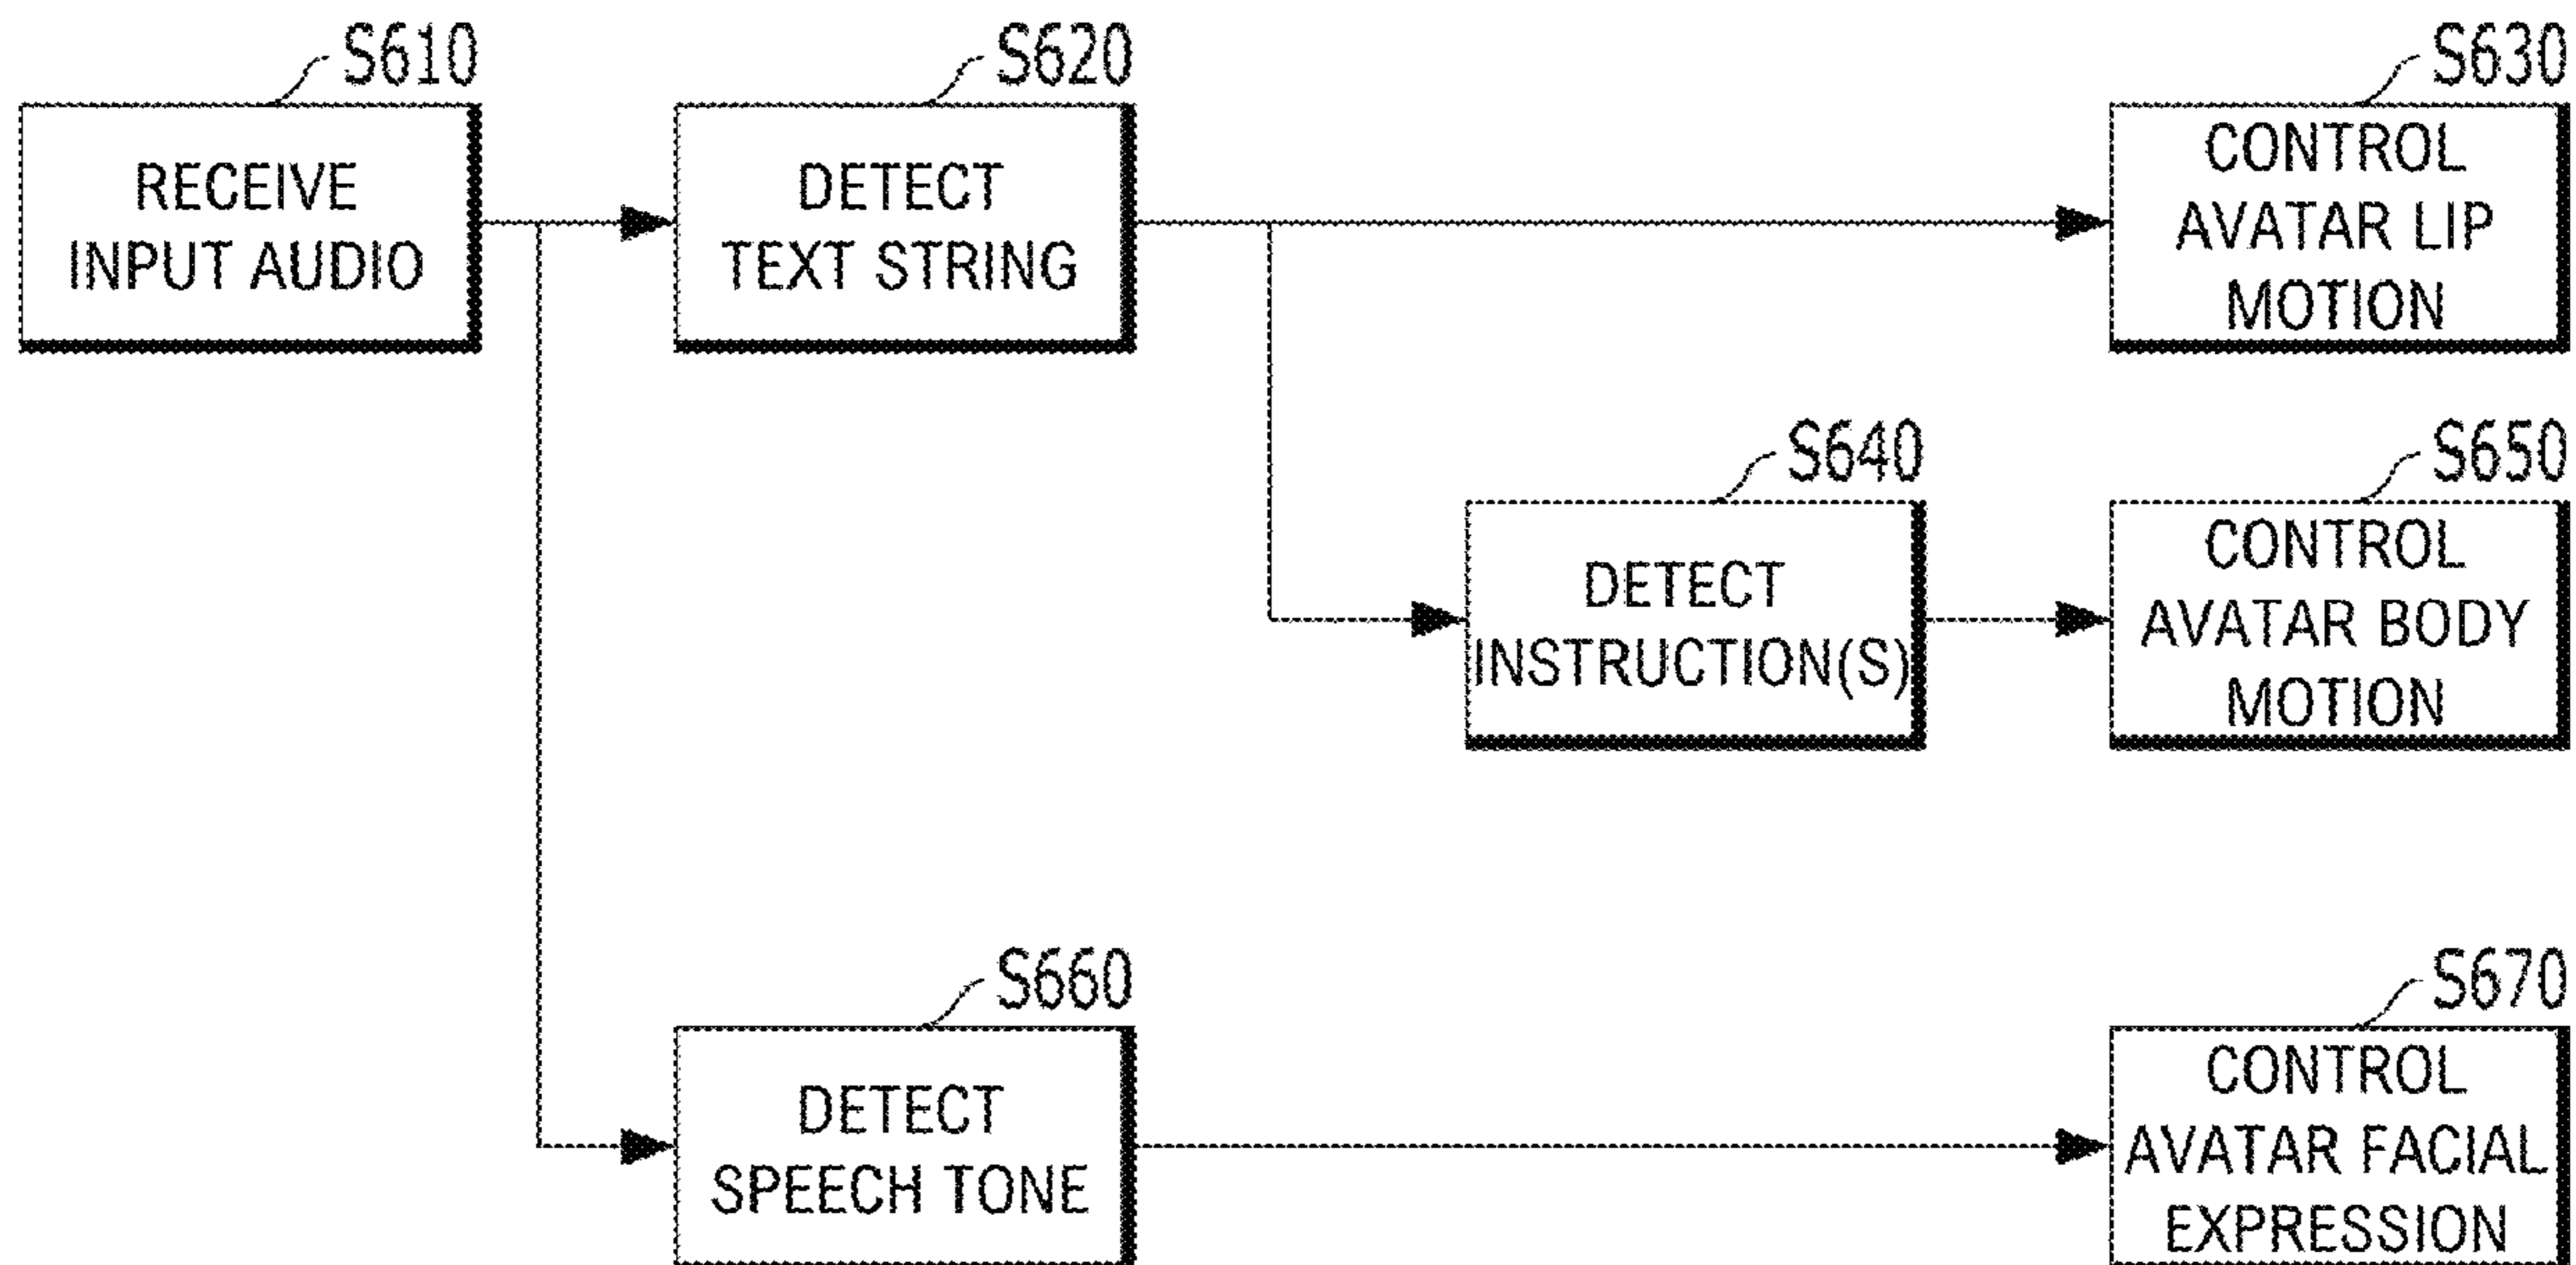 S610
RECEIVE
INPUT AUDIO
S620
DETECT
TEXT STRING
S630
CONTROL
AVATAR LIP
MOTION
S640
DETECT
INSTRUCTION(S)
S650
CONTROL
AVATAR BODY
MOTION
S660
DETECT
SPEECH TONE
S670
CONTROL
AVATAR FACIAL
EXPRESSION